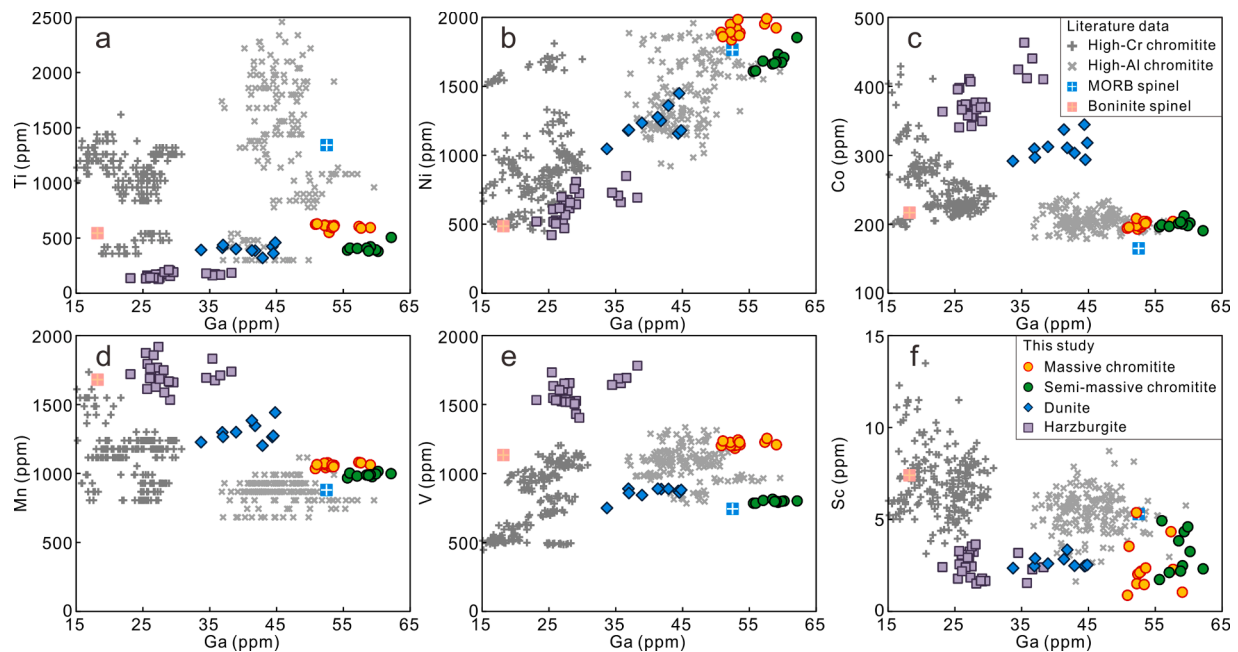 a
2500
2000
1500
1000
500
0
Ti (ppm)
15 25 35 45 55 65
Ga (ppm)
b
2000
1500
1000
500
0
Ni (ppm)
15 25 35 45 55 65
Ga (ppm)
c
500
400
300
200
100
Co (ppm)
15 25 35 45 55 65
Ga (ppm)
Literature data
High-Cr chromitite
High-Al chromitite
MORB spinel
Boninite spinel
d
2000
1500
1000
500
0
Mn (ppm)
15 25 35 45 55 65
Ga (ppm)
e
2000
1500
1000
500
0
V (ppm)
15 25 35 45 55 65
Ga (ppm)
f
15
10
5
0
Sc (ppm)
15 25 35 45 55 65
Ga (ppm)
This study
Massive chromitite
Semi-massive chromitite
Dunite
Harzburgite